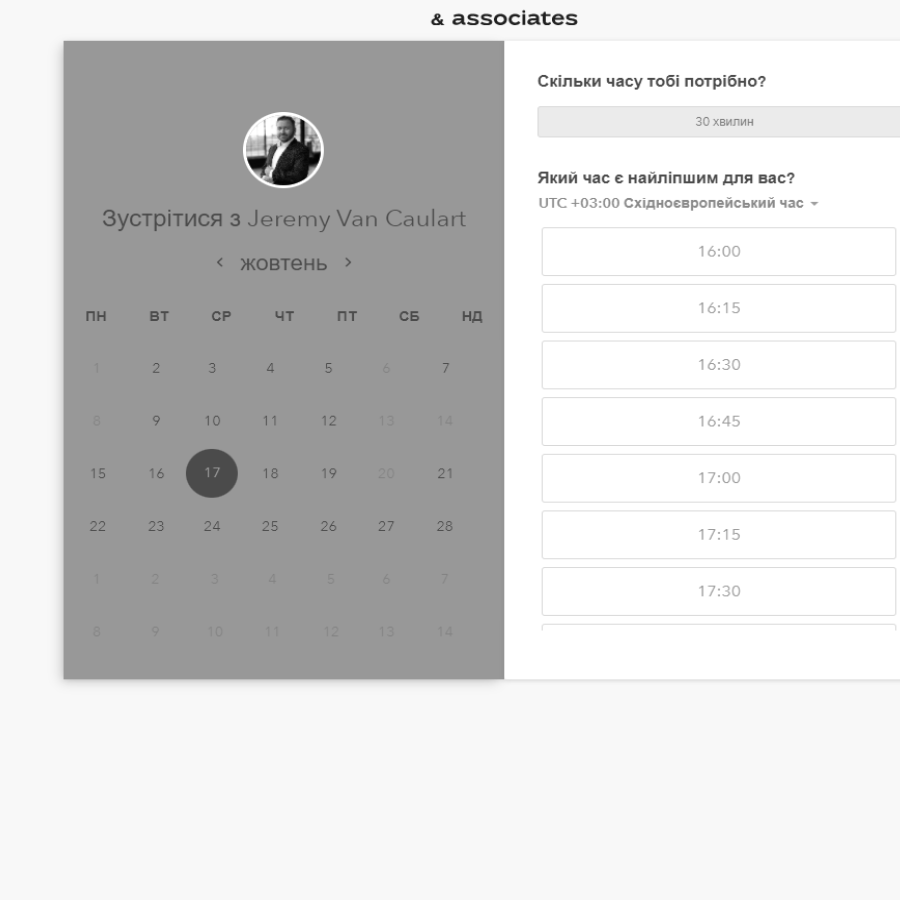 & associates
Зустрітися з Jeremy Van Caulart
жовтень
ПН ВТ СР ЧТ ПТ СБ НД
1 2 3 4 5 6 7
8 9 10 11 12 13 14
15 16 17 18 19 20 21
22 23 24 25 26 27 28
1 2 3 4 5 6 7
8 9 10 11 12 13 14
Скільки часу тобі потрібно?
30 хвилин
Який час є найліпшим для вас?
UTC +03:00 Східноєвропейський час
16:00
16:15
16:30
16:45
17:00
17:15
17:30